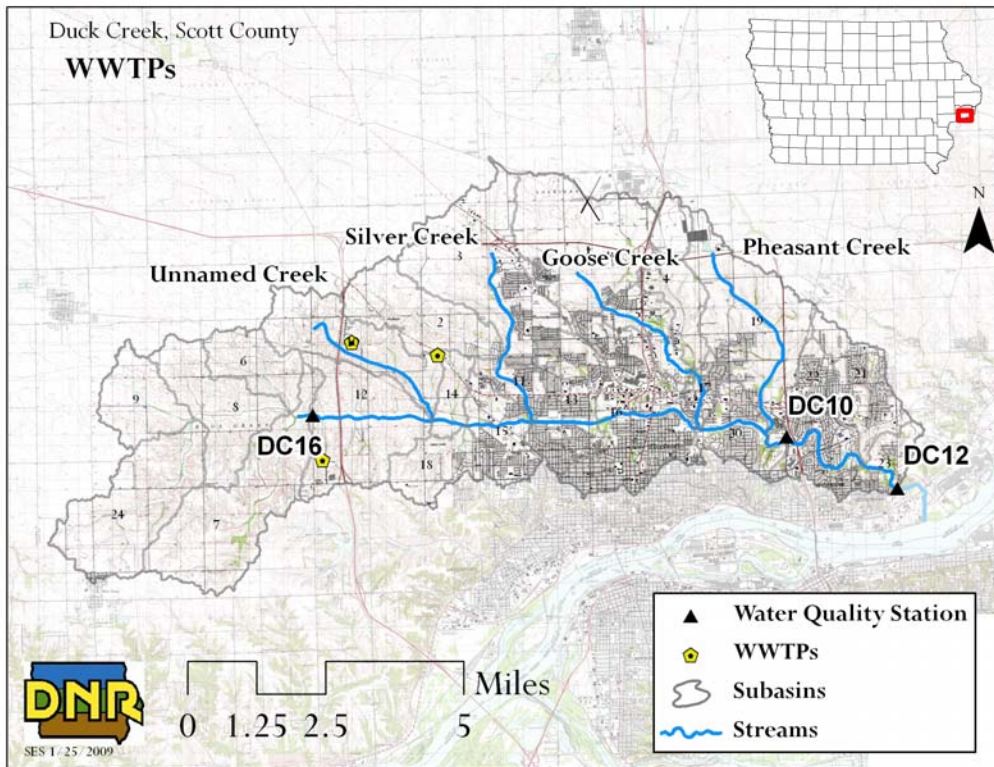 Duck Creek, Scott County
WWTPs
N
Silver Creek
Goose Creek
Pheasant Creek
Unnamed Creek
3
4
19
2
6
22
21
9
8
12
14
11
13
16
17
15
30
DC10
DC16
DC12
18
23
24
7
Water Quality Station
WWTPs
Subasins
Streams
DNR
Miles
0 1.25 2.5 5
SES 1/25/2009